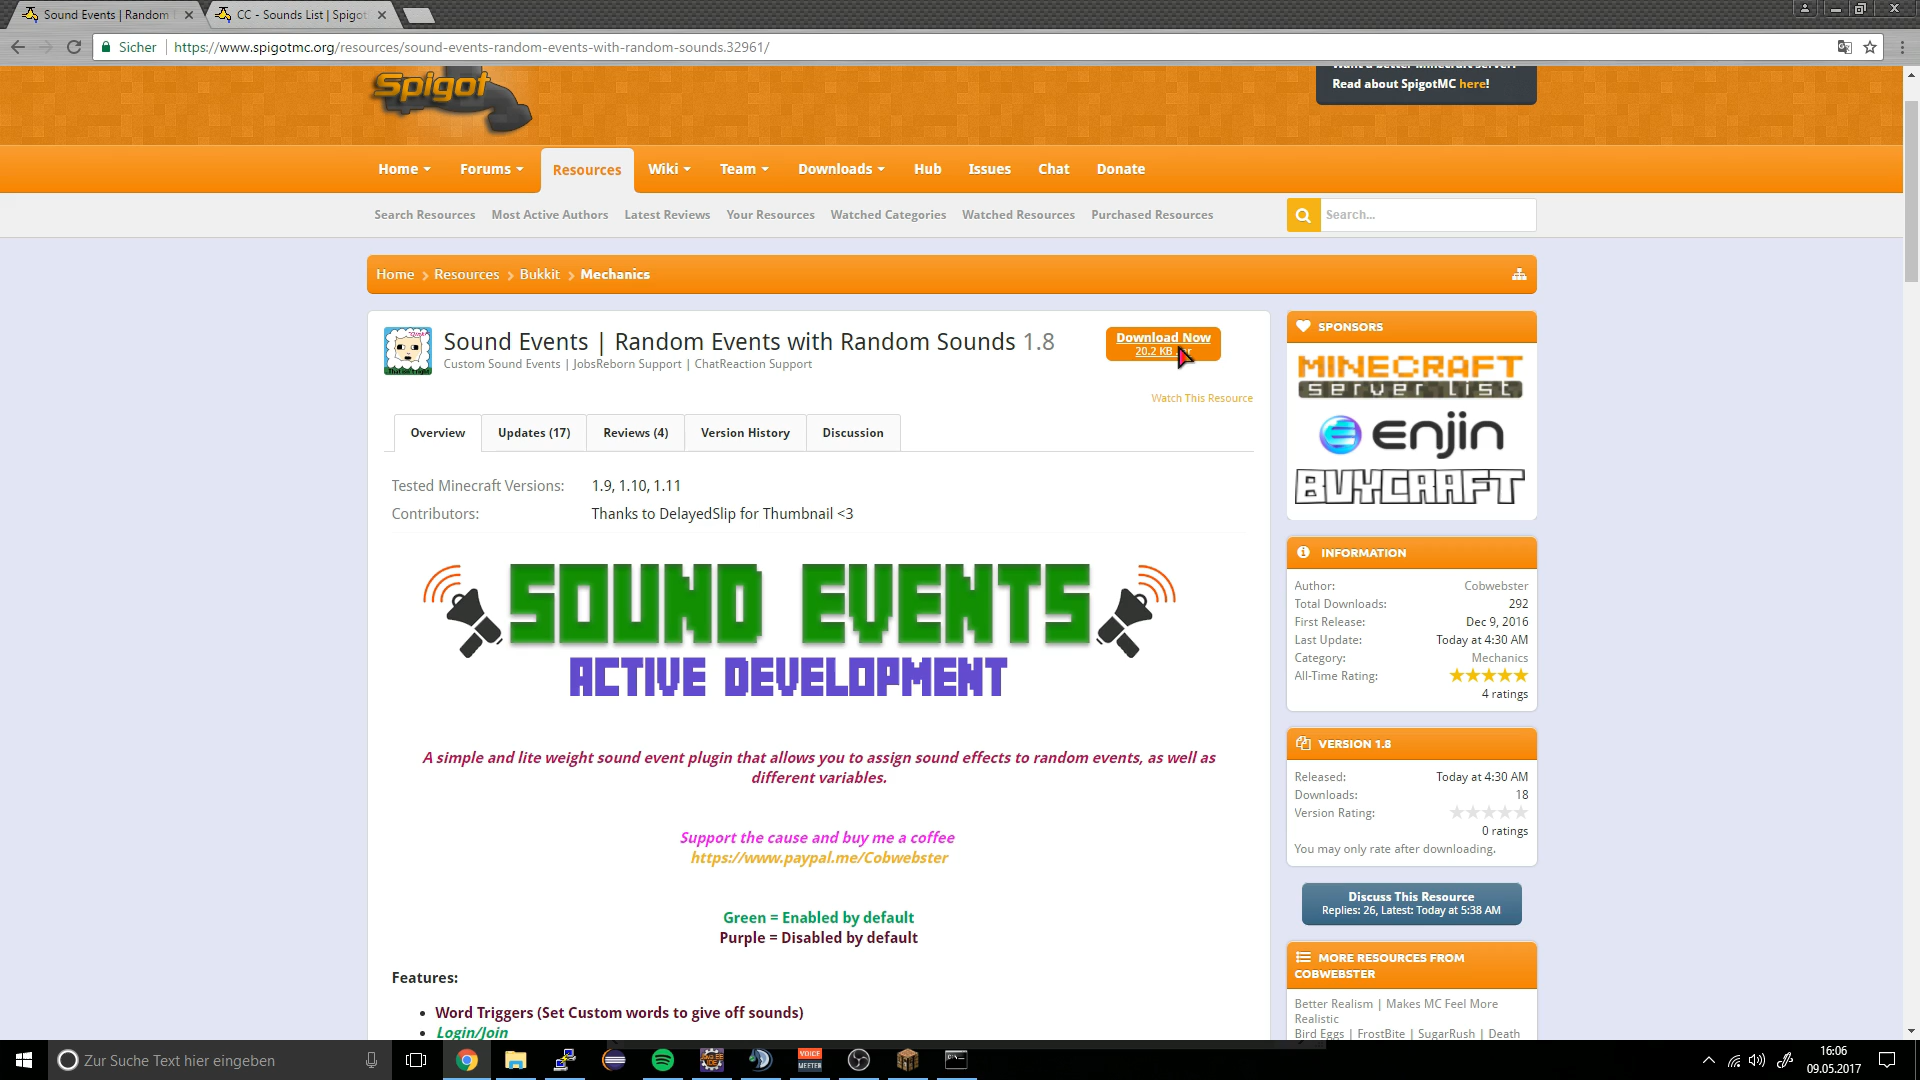 Sound Events | Random
CC - Sounds List | Spigot
Sicher
https://www.spigotmc.org/resources/sound-events-random-events-with-random-sounds.32961/
Spigot
Read about SpigotMC here!
Home
Forums
Resources
Wiki
Team
Downloads
Hub
Issues
Chat
Donate
Search Resources
Most Active Authors
Latest Reviews
Your Resources
Watched Categories
Watched Resources
Purchased Resources
Search...
Home
Resources
Bukkit
Mechanics
Sound Events | Random Events with Random Sounds 1.8
Custom Sound Events | JobsReborn Support | ChatReaction Support
Download Now
20.2 KB
Watch This Resource
Overview
Updates (17)
Reviews (4)
Version History
Discussion
Tested Minecraft Versions: 1.9, 1.10, 1.11
Contributors: Thanks to DelayedSlip for Thumbnail <3
SOUND EVENTS
ACTIVE DEVELOPMENT
A simple and lite weight sound event plugin that allows you to assign sound effects to random events, as well as
different variables.
Support the cause and buy me a coffee
https://www.paypal.me/Cobwebster
Green = Enabled by default
Purple = Disabled by default
Features:
• Word Triggers (Set Custom words to give off sounds)
• Login/Join
SPONSORS
MINECRAFT
server list
enjin
BUYCRAFT
INFORMATION
Author: Cobwebster
Total Downloads: 292
First Release: Dec 9, 2016
Last Update: Today at 4:30 AM
Category: Mechanics
All-Time Rating:
4 ratings
VERSION 1.8
Released: Today at 4:30 AM
Downloads: 18
Version Rating:
0 ratings
You may only rate after downloading.
Discuss This Resource
Replies: 26, Latest: Today at 5:38 AM
MORE RESOURCES FROM
COBWEBSTER
Better Realism | Makes MC Feel More
Realistic
Bird Eggs | FrostBite | SugarRush | Death
Zur Suche Text hier eingeben
VOICE
MEETER
16:06
09.05.2017